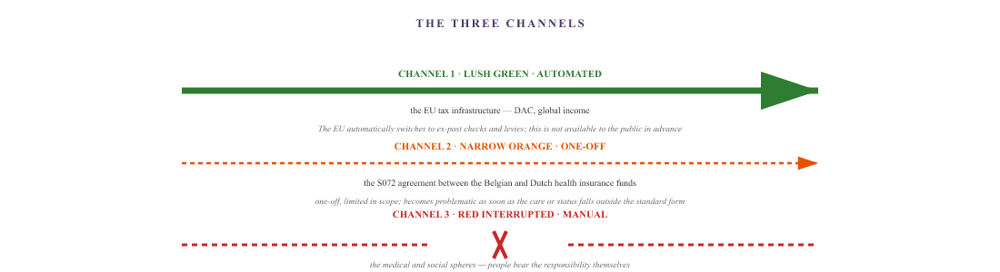 THE THREE CHANNELS
CHANNEL 1 · LUSH GREEN · AUTOMATED
the EU tax infrastructure — DAC, global income
The EU automatically switches to ex-post checks and levies; this is not available to the public in advance
CHANNEL 2 · NARROW ORANGE · ONE-OFF
the S072 agreement between the Belgian and Dutch health insurance funds
one-off, limited in scope; becomes problematic as soon as the care or status falls outside the standard form
CHANNEL 3 · RED INTERRUPTED · MANUAL
the medical and social spheres — people bear the responsibility themselves